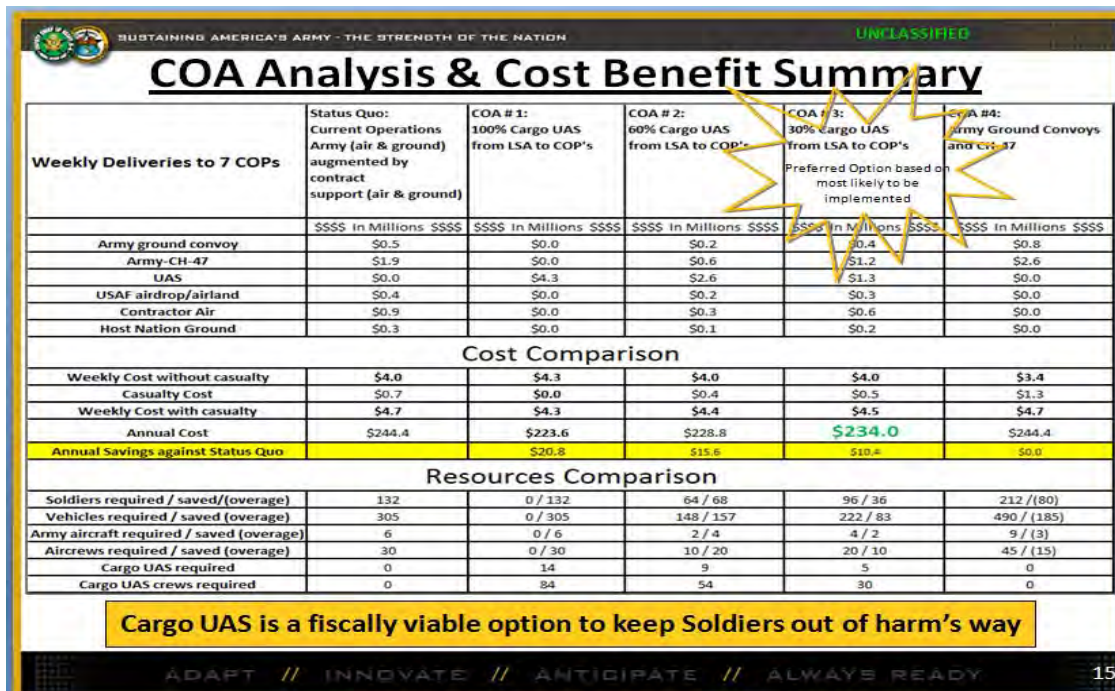 SUSTAINING AMERICA'S ARMY - THE STRENGTH OF THE NATION
UNCLASSIFIED
COA Analysis & Cost Benefit Summary
Weekly Deliveries to 7 COPs
Status Quo:
Current Operations
Army (air & ground)
augmented by
contract
support (air & ground)
COA # 1:
100% Cargo UAS
from LSA to COP's
COA # 2:
60% Cargo UAS
from LSA to COP's
COA # 3:
30% Cargo UAS
from LSA to COP's
Preferred Option based on
most likely to be
implemented
COA #4:
Army Ground Convoys
and CH-47
$$$$ In Millions $$$$ $$$$ In Millions $$$$ $$$$ In Millions $$$$ $$$$ In Millions $$$$ $$$$ In Millions $$$$
Army ground convoy $0.5 $0.0 $0.2 $0.4 $0.8
Army-CH-47 $1.9 $0.0 $0.6 $1.2 $2.6
UAS $0.0 $4.3 $2.6 $1.3 $0.0
USAF airdrop/airland $0.4 $0.0 $0.2 $0.3 $0.0
Contractor Air $0.9 $0.0 $0.3 $0.6 $0.0
Host Nation Ground $0.3 $0.0 $0.1 $0.2 $0.0
Cost Comparison
Weekly Cost without casualty $4.0 $4.3 $4.0 $4.0 $3.4
Casualty Cost $0.7 $0.0 $0.4 $0.5 $1.3
Weekly Cost with casualty $4.7 $4.3 $4.4 $4.5 $4.7
Annual Cost $244.4 $223.6 $228.8 $234.0 $244.4
Annual Savings against Status Quo $20.8 $15.6 $10.4 $0.0
Resources Comparison
Soldiers required / saved/(overage) 132 0 / 132 64 / 68 96 / 36 212 /(80)
Vehicles required / saved (overage) 305 0 / 305 148 / 157 222 / 83 490 / (185)
Army aircraft required / saved (overage) 6 0 / 6 2 / 4 4 / 2 9 / (3)
Aircrews required / saved (overage) 30 0 / 30 10 / 20 20 / 10 45 / (15)
Cargo UAS required 0 14 9 5 0
Cargo UAS crews required 0 84 54 30 0
Cargo UAS is a fiscally viable option to keep Soldiers out of harm's way
ADAPT // INNOVATE // ANTICIPATE // ALWAYS READY
15